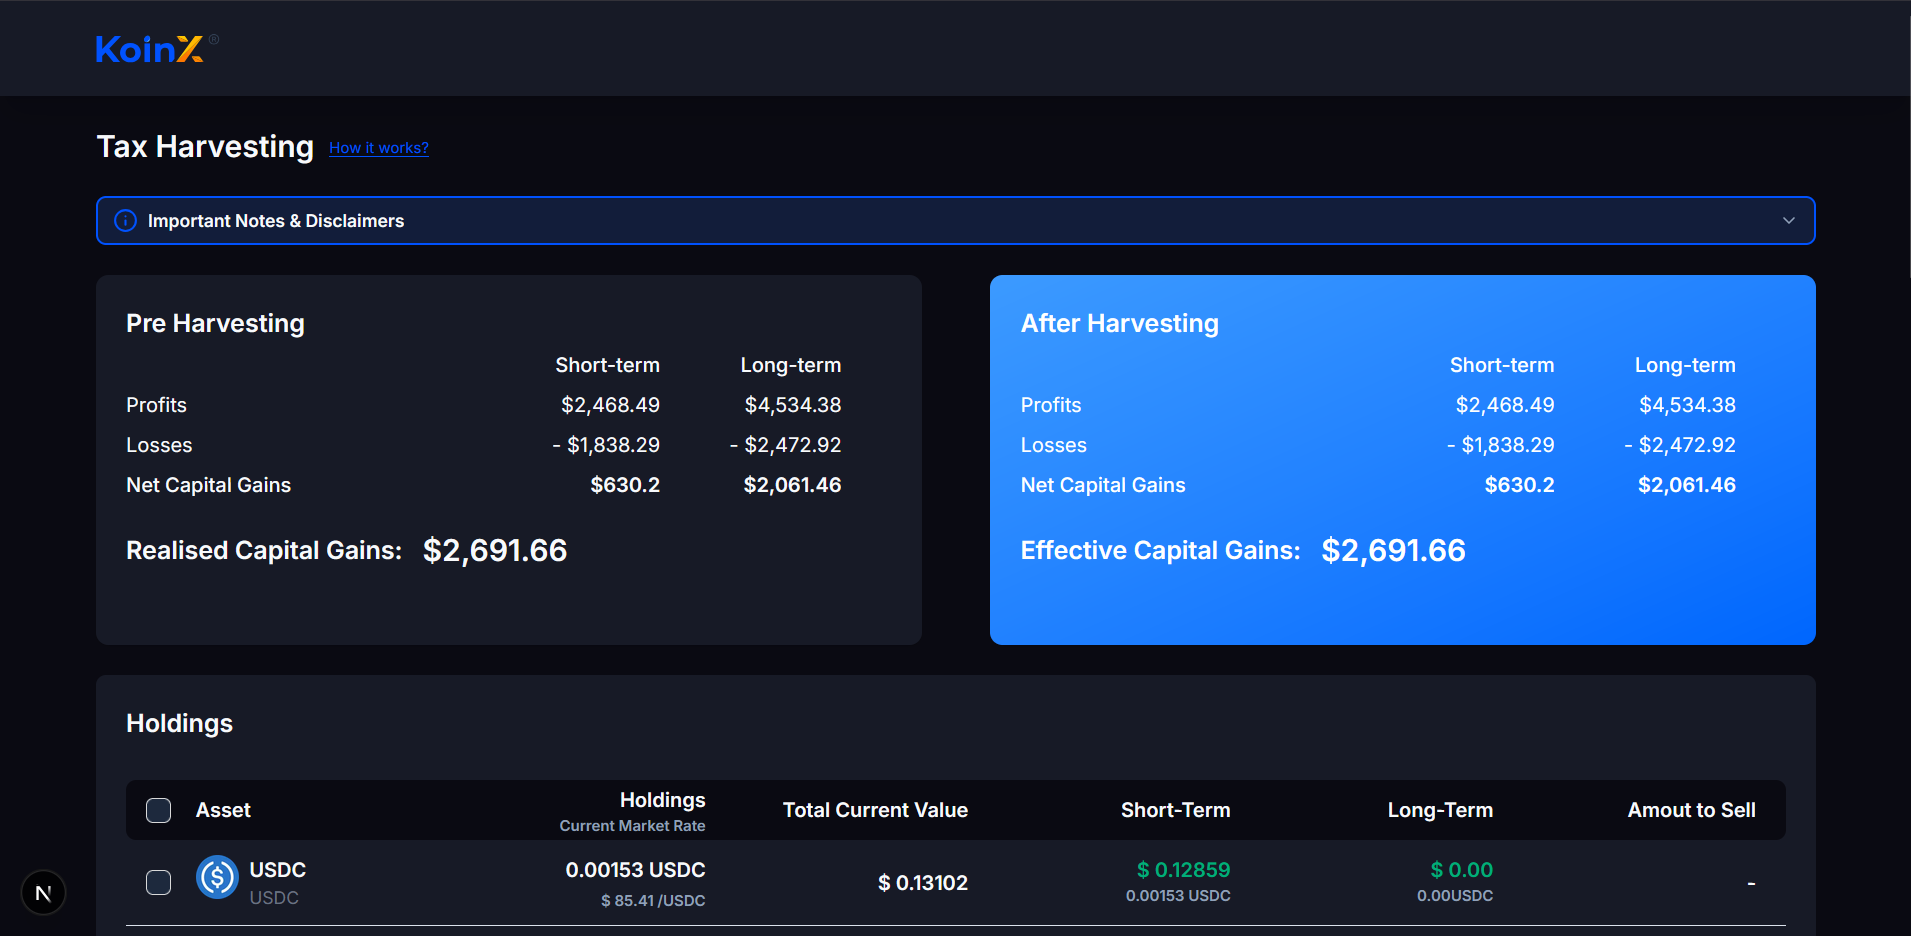 KoinX®
Tax Harvesting How it works?
Important Notes & Disclaimers
Pre Harvesting
Short-term Long-term
Profits $2,468.49 $4,534.38
Losses - $1,838.29 - $2,472.92
Net Capital Gains $630.2 $2,061.46
Realised Capital Gains: $2,691.66
After Harvesting
Short-term Long-term
Profits $2,468.49 $4,534.38
Losses - $1,838.29 - $2,472.92
Net Capital Gains $630.2 $2,061.46
Effective Capital Gains: $2,691.66
Holdings
Asset Holdings Total Current Value Short-Term Long-Term Amout to Sell
Current Market Rate
USDC 0.00153 USDC $ 0.13102 $ 0.12859 $ 0.00 -
USDC $ 85.41 /USDC 0.00153 USDC 0.00USDC
N